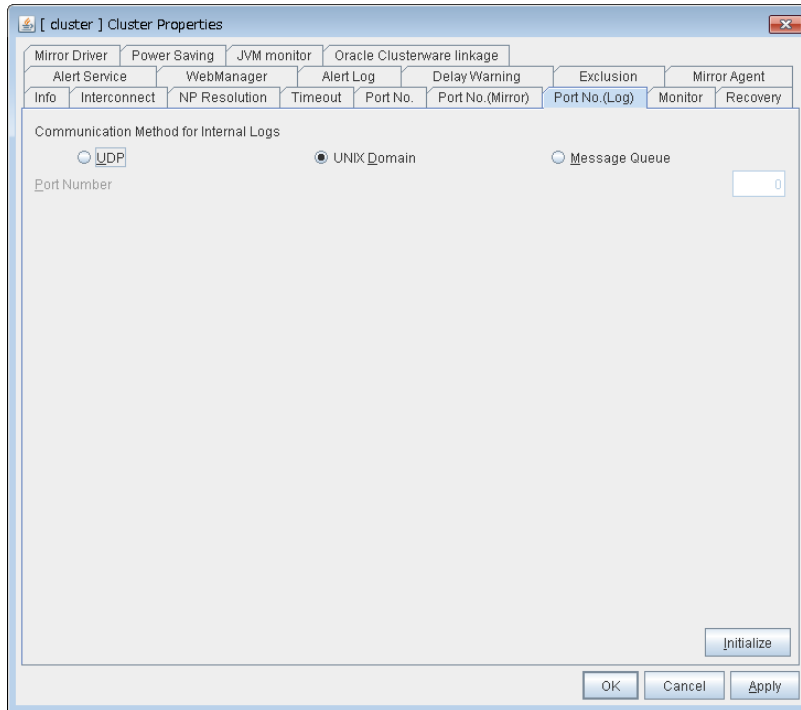 [ cluster ] Cluster Properties
Mirror Driver Power Saving JVM monitor Oracle Clusterware linkage
Alert Service WebManager Alert Log Delay Warning Exclusion Mirror Agent
Info Interconnect NP Resolution Timeout Port No. Port No.(Mirror) Port No.(Log) Monitor Recovery
Communication Method for Internal Logs
UDP UNIX Domain Message Queue
Port Number 0
Initialize
OK Cancel Apply